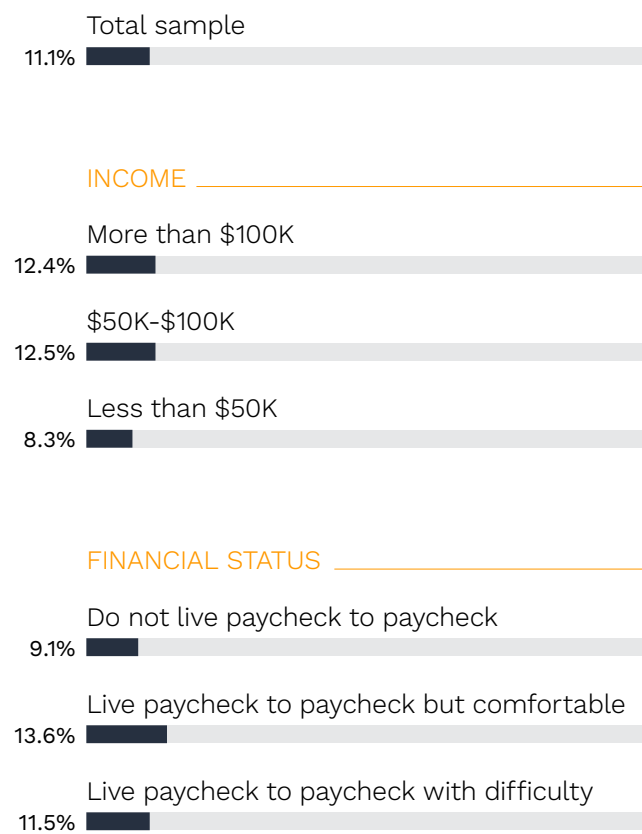 Total sample
11.1%
INCOME
More than $100K
12.4%
$50K-$100K
12.5%
Less than $50K
8.3%
FINANCIAL STATUS
Do not live paycheck to paycheck
9.1%
Live paycheck to paycheck but comfortable
13.6%
Live paycheck to paycheck with difficulty
11.5%